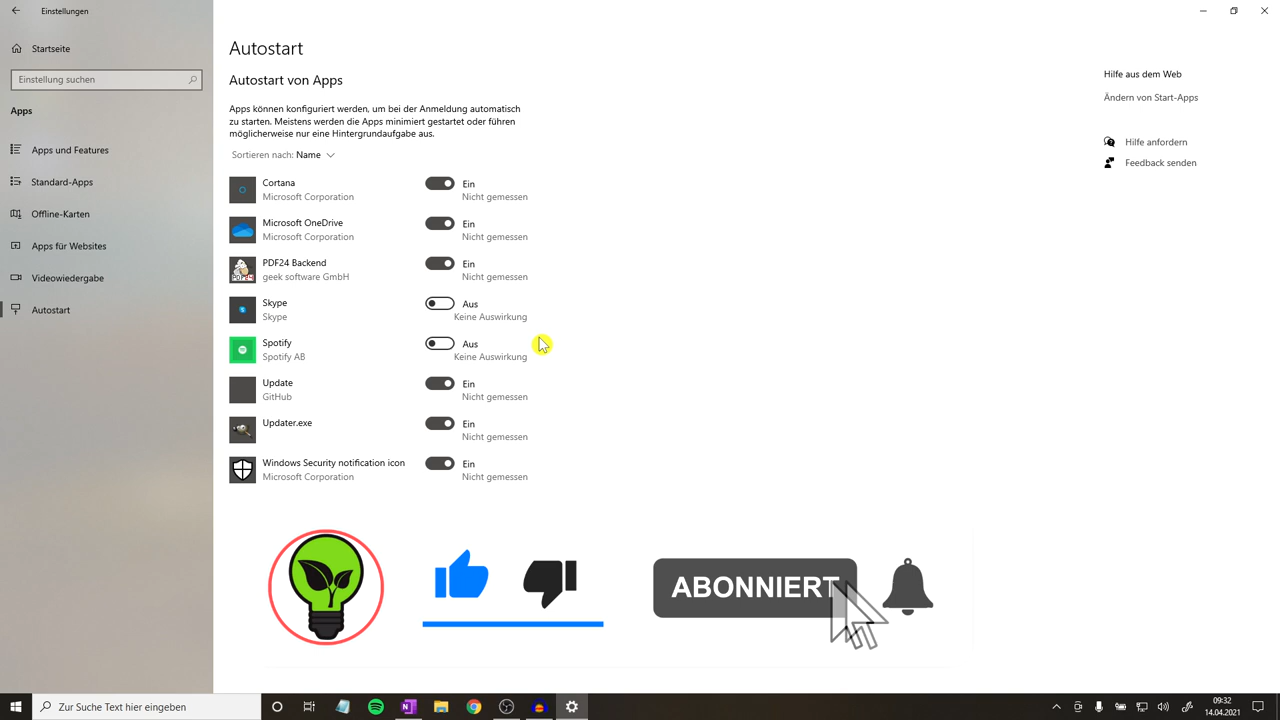 Einstellungen
Startseite
Einstellung suchen
Apps
Apps und Features
Standard-Apps
Offline-Karten
Apps für Websites
Videowiedergabe
Autostart
Autostart
Autostart von Apps
Apps können konfiguriert werden, um bei der Anmeldung automatisch
zu starten. Meistens werden die Apps minimiert gestartet oder führen
möglicherweise nur eine Hintergrundaufgabe aus.
Sortieren nach: Name
Cortana
Microsoft Corporation
Ein
Nicht gemessen
Microsoft OneDrive
Microsoft Corporation
Ein
Nicht gemessen
PDF24 Backend
geek software GmbH
Ein
Nicht gemessen
Skype
Skype
Aus
Keine Auswirkung
Spotify
Spotify AB
Aus
Keine Auswirkung
Update
GitHub
Ein
Nicht gemessen
Updater.exe
Ein
Nicht gemessen
Windows Security notification icon
Microsoft Corporation
Ein
Nicht gemessen
Hilfe aus dem Web
Ändern von Start-Apps
Hilfe anfordern
Feedback senden
ABONNIERT
Zur Suche Text hier eingeben
09:32
14.04.2021